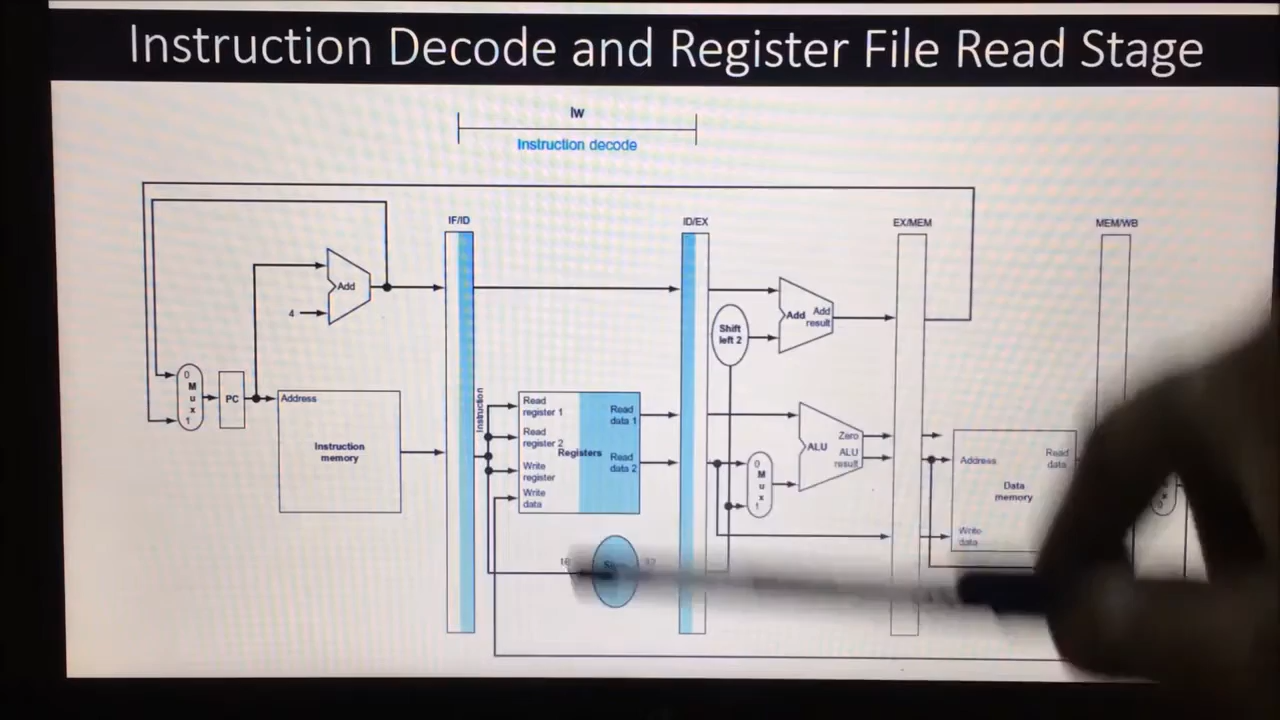 Instruction Decode and Register File Read Stage
lw
Instruction decode
IF/ID
ID/EX
EX/MEM
MEM/WB
Add
4
Shift
left 2
Add
Add
result
0
M
u
x
1
PC
Address
Instruction
memory
Instruction
Read
register 1
Read
register 2
Write
register
Write
data
Registers
Read
data 1
Read
data 2
0
M
u
x
1
ALU
Zero
ALU
result
Address
Read
data
Data
memory
Write
data
x
0
16
32